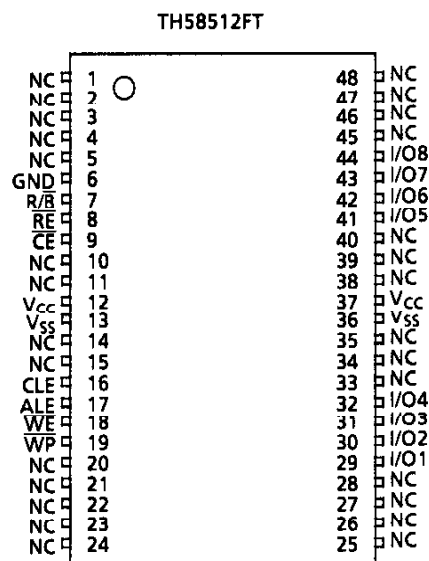 TH58512FT
NC 1 48 NC
NC 2 47 NC
NC 3 46 NC
NC 4 45 NC
NC 5 44 I/O8
GND 6 43 I/O7
R/B̅ 7 42 I/O6
R̅E̅ 8 41 I/O5
C̅E̅ 9 40 NC
NC 10 39 NC
NC 11 38 NC
VCC 12 37 VCC
VSS 13 36 VSS
NC 14 35 NC
NC 15 34 NC
CLE 16 33 NC
ALE 17 32 I/O4
W̅E̅ 18 31 I/O3
W̅P̅ 19 30 I/O2
NC 20 29 I/O1
NC 21 28 NC
NC 22 27 NC
NC 23 26 NC
NC 24 25 NC